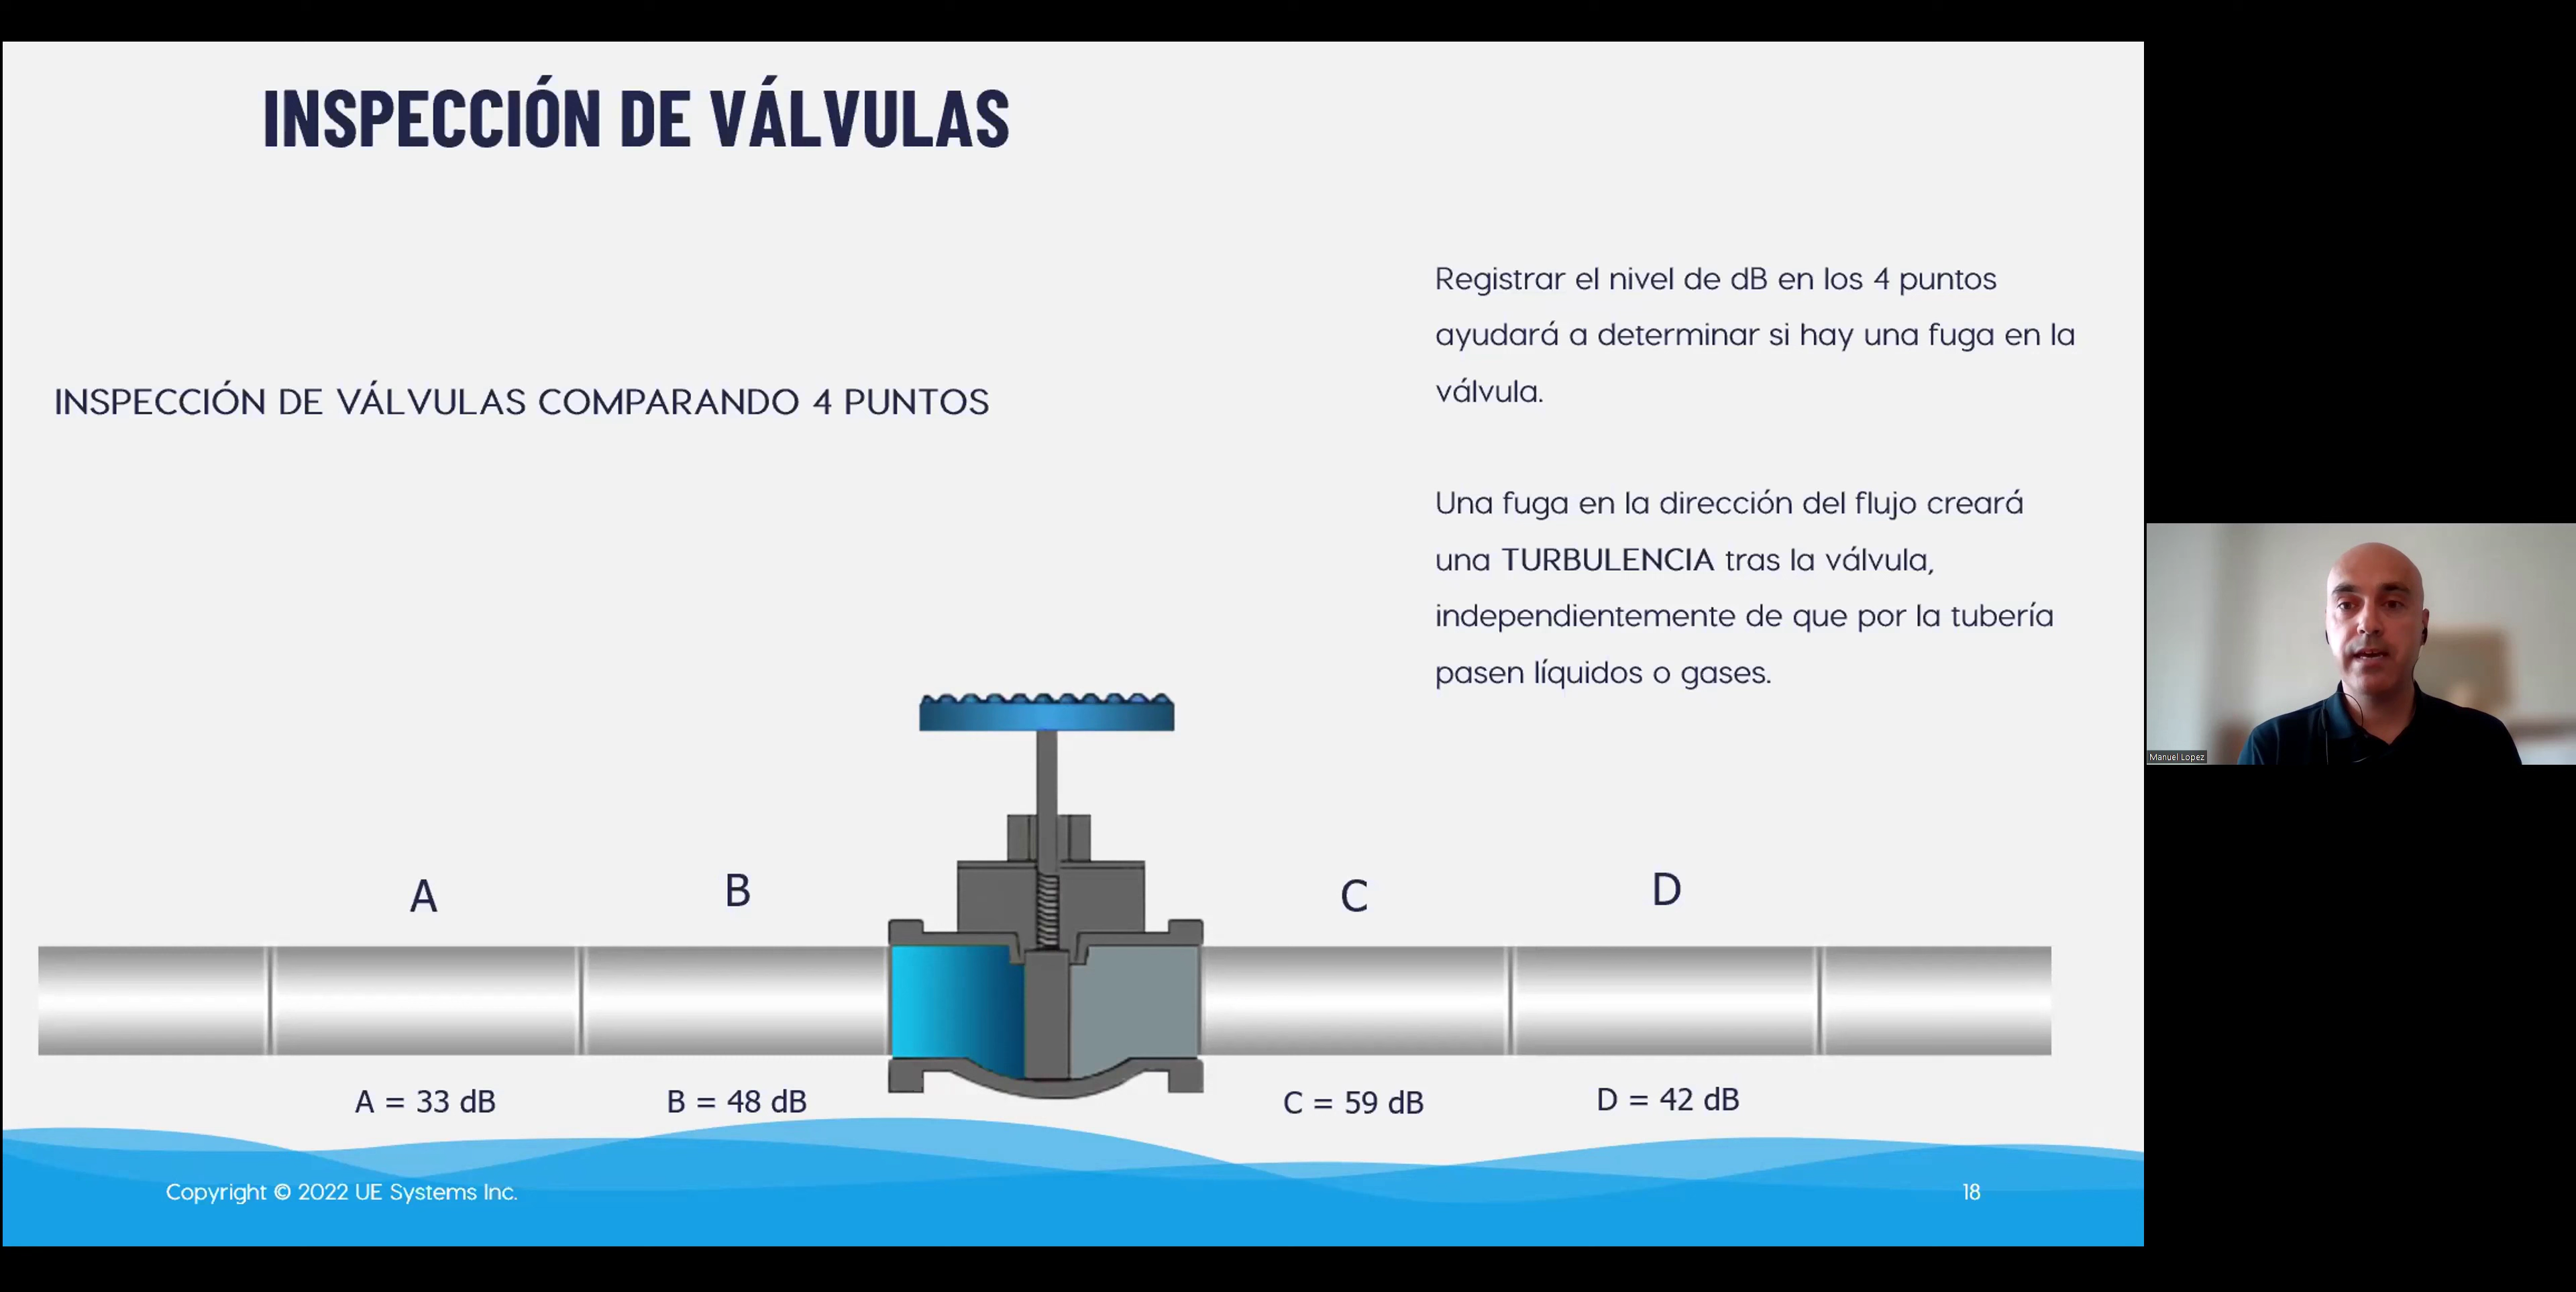 INSPECCIÓN DE VÁLVULAS
INSPECCIÓN DE VÁLVULAS COMPARANDO 4 PUNTOS
Registrar el nivel de dB en los 4 puntos
ayudará a determinar si hay una fuga en la
válvula.
Una fuga en la dirección del flujo creará
una TURBULENCIA tras la válvula,
independientemente de que por la tubería
pasen líquidos o gases.
A
B
C
D
A = 33 dB
B = 48 dB
C = 59 dB
D = 42 dB
Copyright © 2022 UE Systems Inc.
18
Manuel Lopez